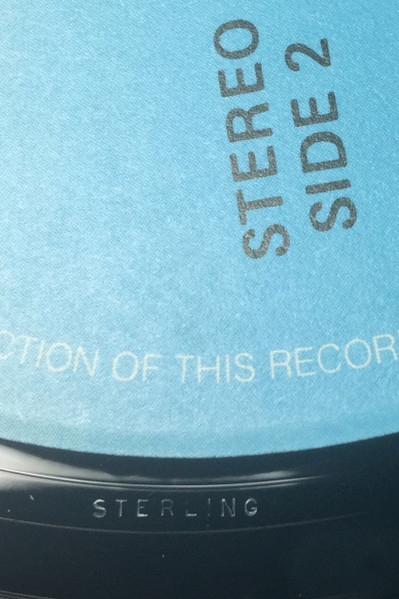 STEREO
SIDE 2
CTION OF THIS RECOR
STERLING